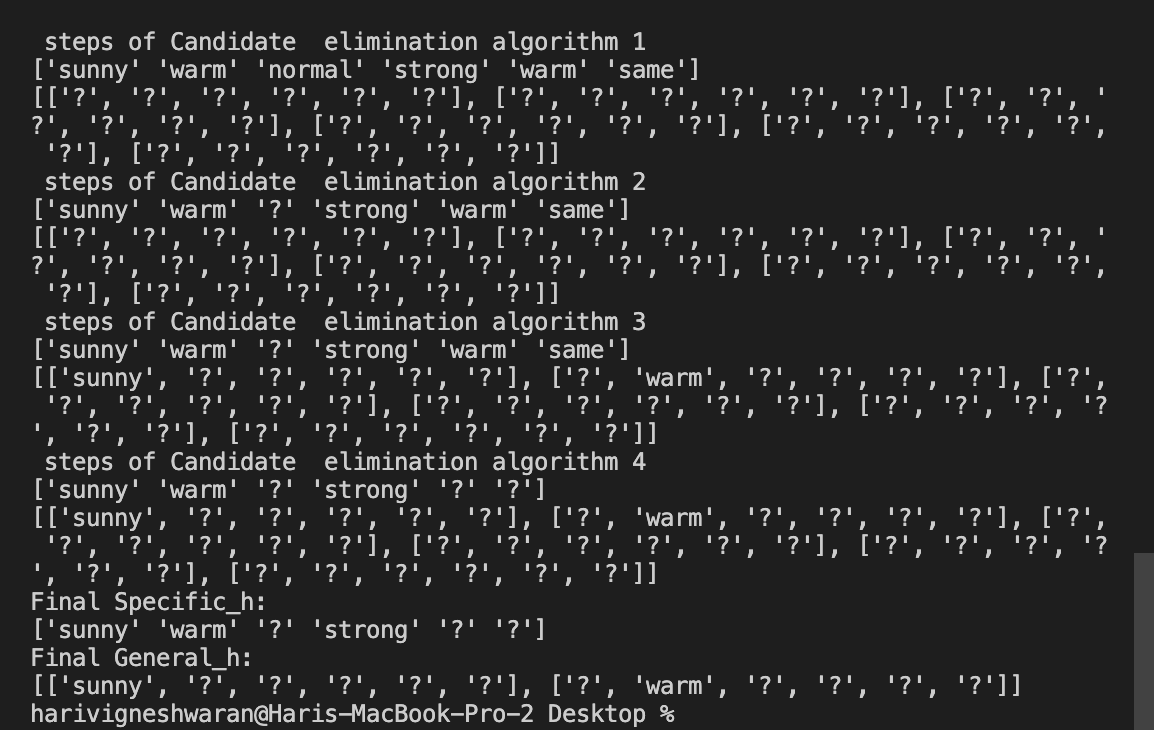 steps of Candidate  elimination algorithm 1
['sunny' 'warm' 'normal' 'strong' 'warm' 'same']
[['?', '?', '?', '?', '?', '?'], ['?', '?', '?', '?', '?', '?'], ['?', '?', '
?', '?', '?', '?'], ['?', '?', '?', '?', '?', '?'], ['?', '?', '?', '?', '?',
 '?'], ['?', '?', '?', '?', '?', '?']]
 steps of Candidate  elimination algorithm 2
['sunny' 'warm' '?' 'strong' 'warm' 'same']
[['?', '?', '?', '?', '?', '?'], ['?', '?', '?', '?', '?', '?'], ['?', '?', '
?', '?', '?', '?'], ['?', '?', '?', '?', '?', '?'], ['?', '?', '?', '?', '?',
 '?'], ['?', '?', '?', '?', '?', '?']]
 steps of Candidate  elimination algorithm 3
['sunny' 'warm' '?' 'strong' 'warm' 'same']
[['sunny', '?', '?', '?', '?', '?'], ['?', 'warm', '?', '?', '?', '?'], ['?',
 '?', '?', '?', '?', '?'], ['?', '?', '?', '?', '?', '?'], ['?', '?', '?', '?
', '?', '?'], ['?', '?', '?', '?', '?', '?']]
 steps of Candidate  elimination algorithm 4
['sunny' 'warm' '?' 'strong' '?' '?']
[['sunny', '?', '?', '?', '?', '?'], ['?', 'warm', '?', '?', '?', '?'], ['?',
 '?', '?', '?', '?', '?'], ['?', '?', '?', '?', '?', '?'], ['?', '?', '?', '?
', '?', '?'], ['?', '?', '?', '?', '?', '?']]
Final Specific_h:
['sunny' 'warm' '?' 'strong' '?' '?']
Final General_h:
[['sunny', '?', '?', '?', '?', '?'], ['?', 'warm', '?', '?', '?', '?']]
harivigneshwaran@Haris-MacBook-Pro-2 Desktop %